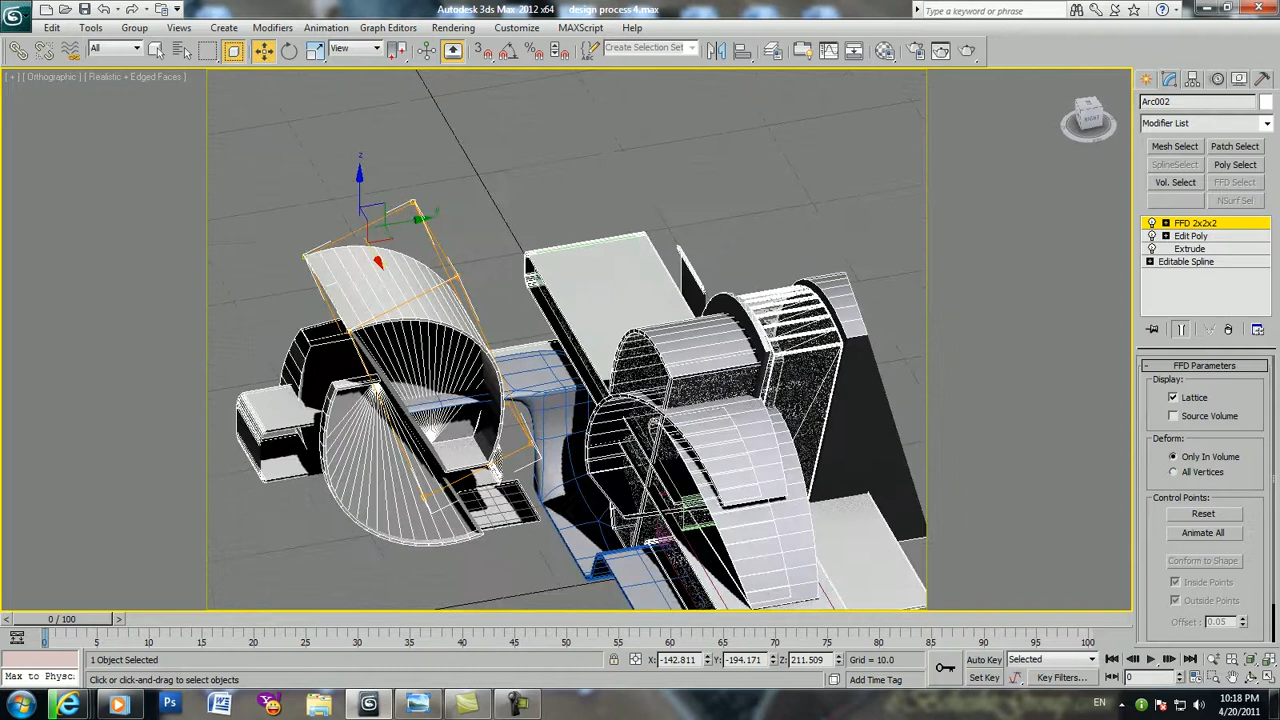 Autodesk 3ds Max 2012 x64 design process 4.max
Type a keyword or phrase
Edit Tools Group Views Create Modifiers Animation Graph Editors Rendering Customize MAXScript Help
All View Create Selection Set
[ + ] [ Orthographic ] [ Realistic + Edged Faces ]
RIGHT
z
Arc002
Modifier List
Mesh Select Patch Select
SplineSelect Poly Select
Vol. Select FFD Select
NSurf Sel
FFD 2x2x2
Edit Poly
Extrude
Editable Spline
- FFD Parameters
Display:
Lattice
Source Volume
Deform:
Only In Volume
All Vertices
Control Points:
Reset
Animate All
Conform to Shape
Inside Points
Outside Points
Offset : 0.05
< 0 / 100 >
0 5 10 15 20 25 30 35 40 45 50 55 60 65 70 75 80 85 90 95 100
1 Object Selected X: -142.811 Y: -194.171 Z: 211.509 Grid = 10.0 Auto Key Selected
Max to Physc: Click or click-and-drag to select objects Add Time Tag Set Key Key Filters... 0
Ps W EN 10:18 PM
4/20/2011